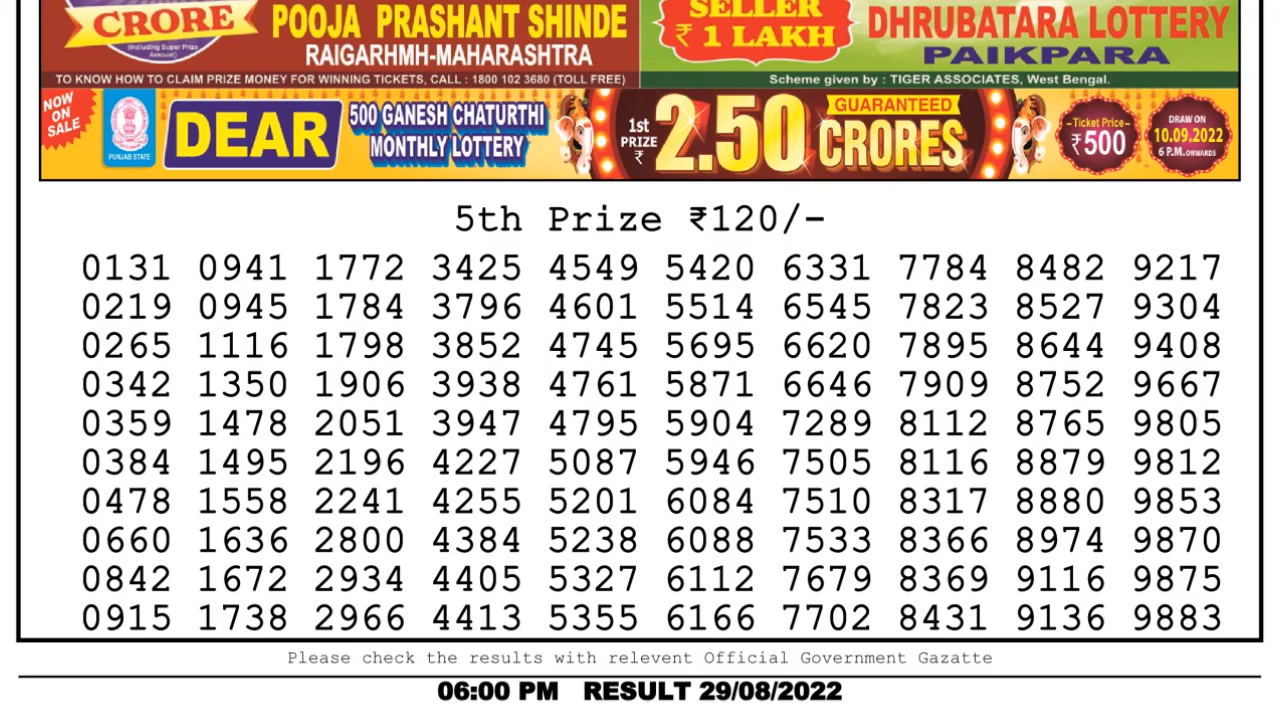 CRORE
(Including Super Prize
Amount)
POOJA PRASHANT SHINDE
RAIGARHMH-MAHARASHTRA
SELLER
₹ 1 LAKH
DHRUBATARA LOTTERY
PAIKPARA
TO KNOW HOW TO CLAIM PRIZE MONEY FOR WINNING TICKETS, CALL : 1800 102 3680 (TOLL FREE)
Scheme given by : TIGER ASSOCIATES, West Bengal.
NOW
ON
SALE
PUNJAB STATE
DEAR
500 GANESH CHATURTHI
MONTHLY LOTTERY
1st
PRIZE
₹
2.50
GUARANTEED
CRORES
-Ticket Price-
₹500
DRAW ON
10.09.2022
6 P.M. ONWARDS
5th Prize ₹120/-
0131 0941 1772 3425 4549 5420 6331 7784 8482 9217
0219 0945 1784 3796 4601 5514 6545 7823 8527 9304
0265 1116 1798 3852 4745 5695 6620 7895 8644 9408
0342 1350 1906 3938 4761 5871 6646 7909 8752 9667
0359 1478 2051 3947 4795 5904 7289 8112 8765 9805
0384 1495 2196 4227 5087 5946 7505 8116 8879 9812
0478 1558 2241 4255 5201 6084 7510 8317 8880 9853
0660 1636 2800 4384 5238 6088 7533 8366 8974 9870
0842 1672 2934 4405 5327 6112 7679 8369 9116 9875
0915 1738 2966 4413 5355 6166 7702 8431 9136 9883
Please check the results with relevent Official Government Gazatte
06:00 PM RESULT 29/08/2022